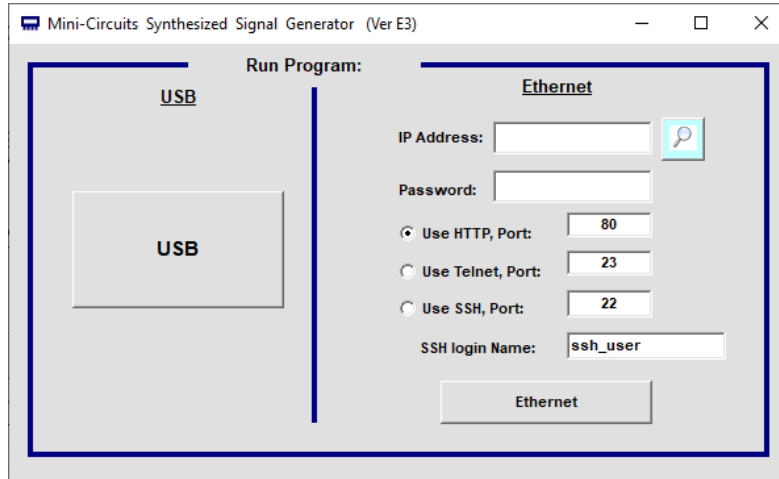 Mini-Circuits Synthesized Signal Generator (Ver E3)
Run Program:
USB
USB
Ethernet
IP Address:
Password:
Use HTTP, Port: 80
Use Telnet, Port: 23
Use SSH, Port: 22
SSH login Name: ssh_user
Ethernet